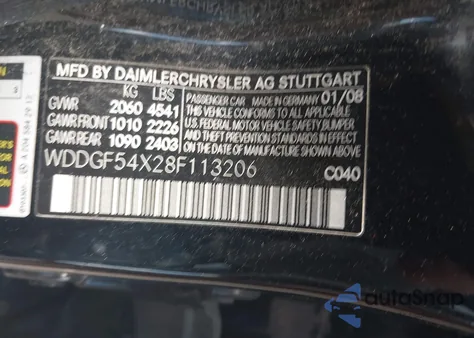 MFD BY DAIMLERCHRYSLER AG STUTTGART
KG LBS
GVWR 2060 4541
GAWR FRONT 1010 2226
GAWR REAR 1090 2403
PASSENGER CAR MADE IN GERMANY 01/08
THIS VEHICLE CONFORMS TO ALL APPLICABLE
U.S. FEDERAL MOTOR VEHICLE SAFETY, BUMPER,
AND THEFT PREVENTION STANDARDS IN EFFECT
ON THE DATE OF MANUFACTURE SHOWN ABOVE.
WDDGF54X28F113206
C040
autoSnap